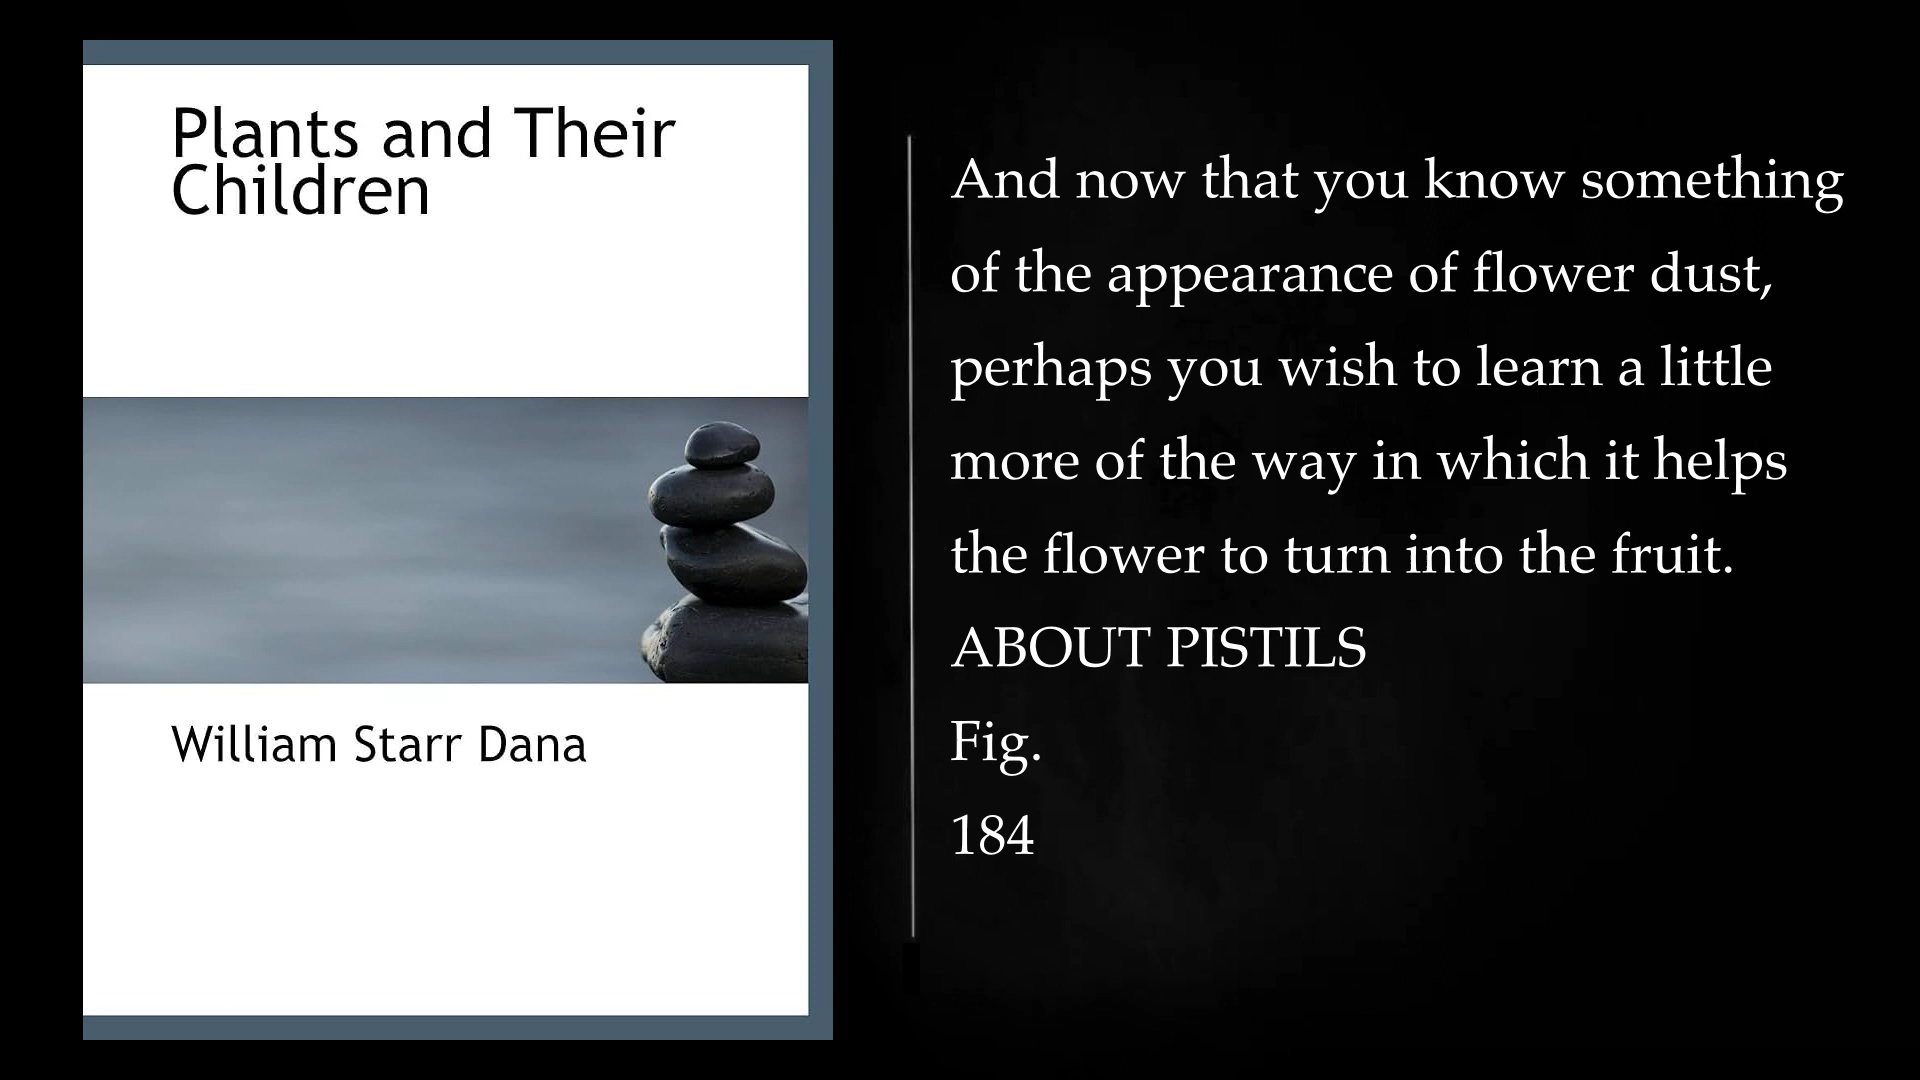 Plants and Their
Children
William Starr Dana
And now that you know something
of the appearance of flower dust,
perhaps you wish to learn a little
more of the way in which it helps
the flower to turn into the fruit.
ABOUT PISTILS
Fig.
184